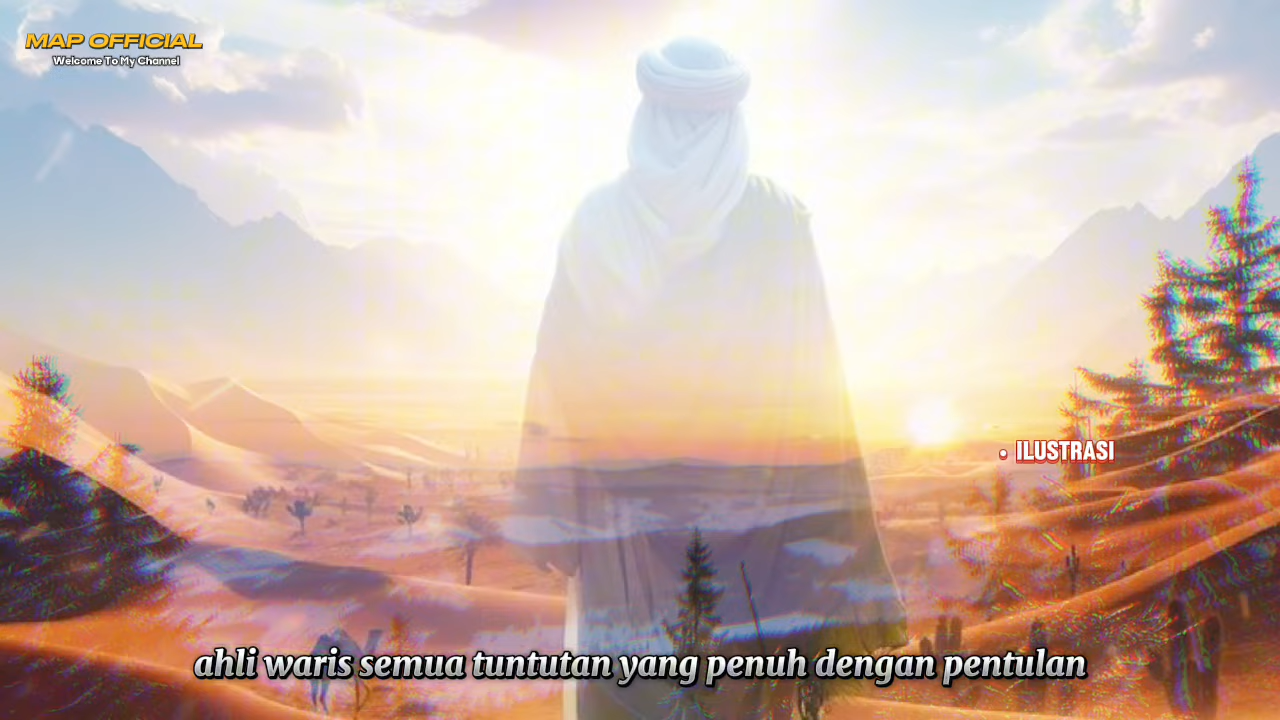 MAP OFFICIAL
Welcome To My Channel
• ILUSTRASI
ahli waris semua tuntutan yang penuh dengan pentulan